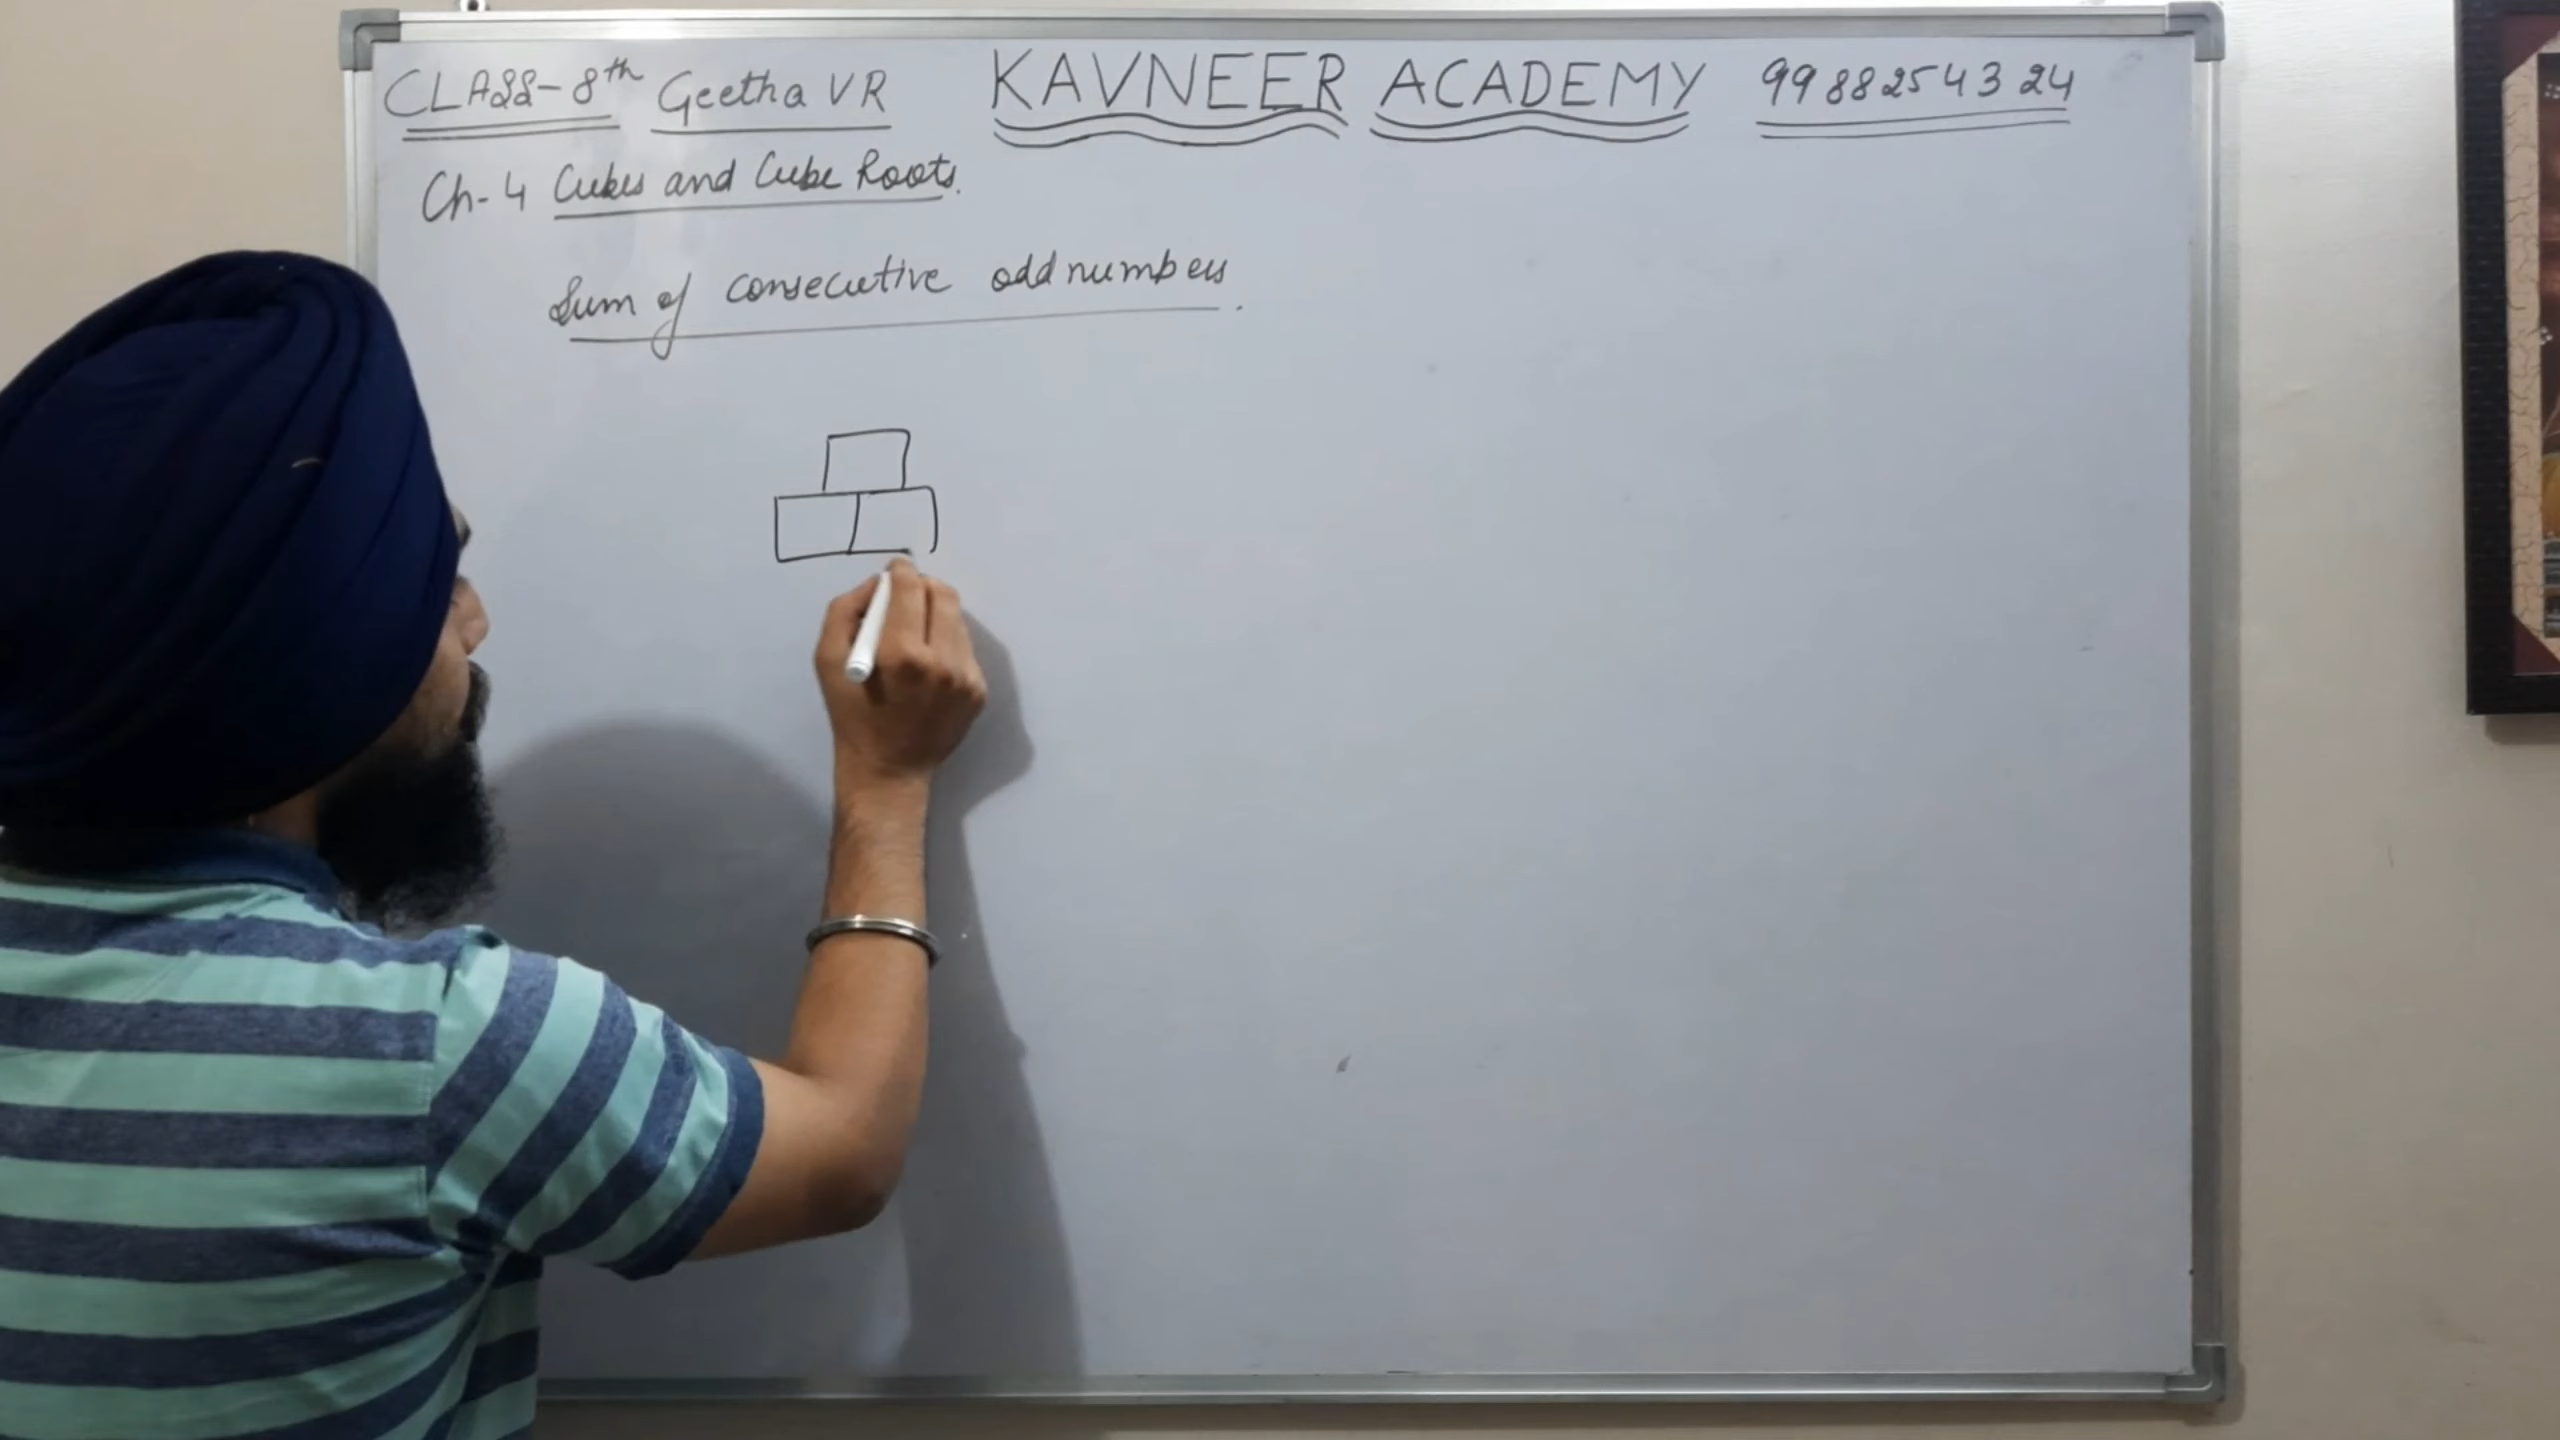 CLASS-8th Geetha VR KAVNEER ACADEMY 9988254324
Ch-4 Cubes and Cube Roots.
Sum of consecutive odd numbers.